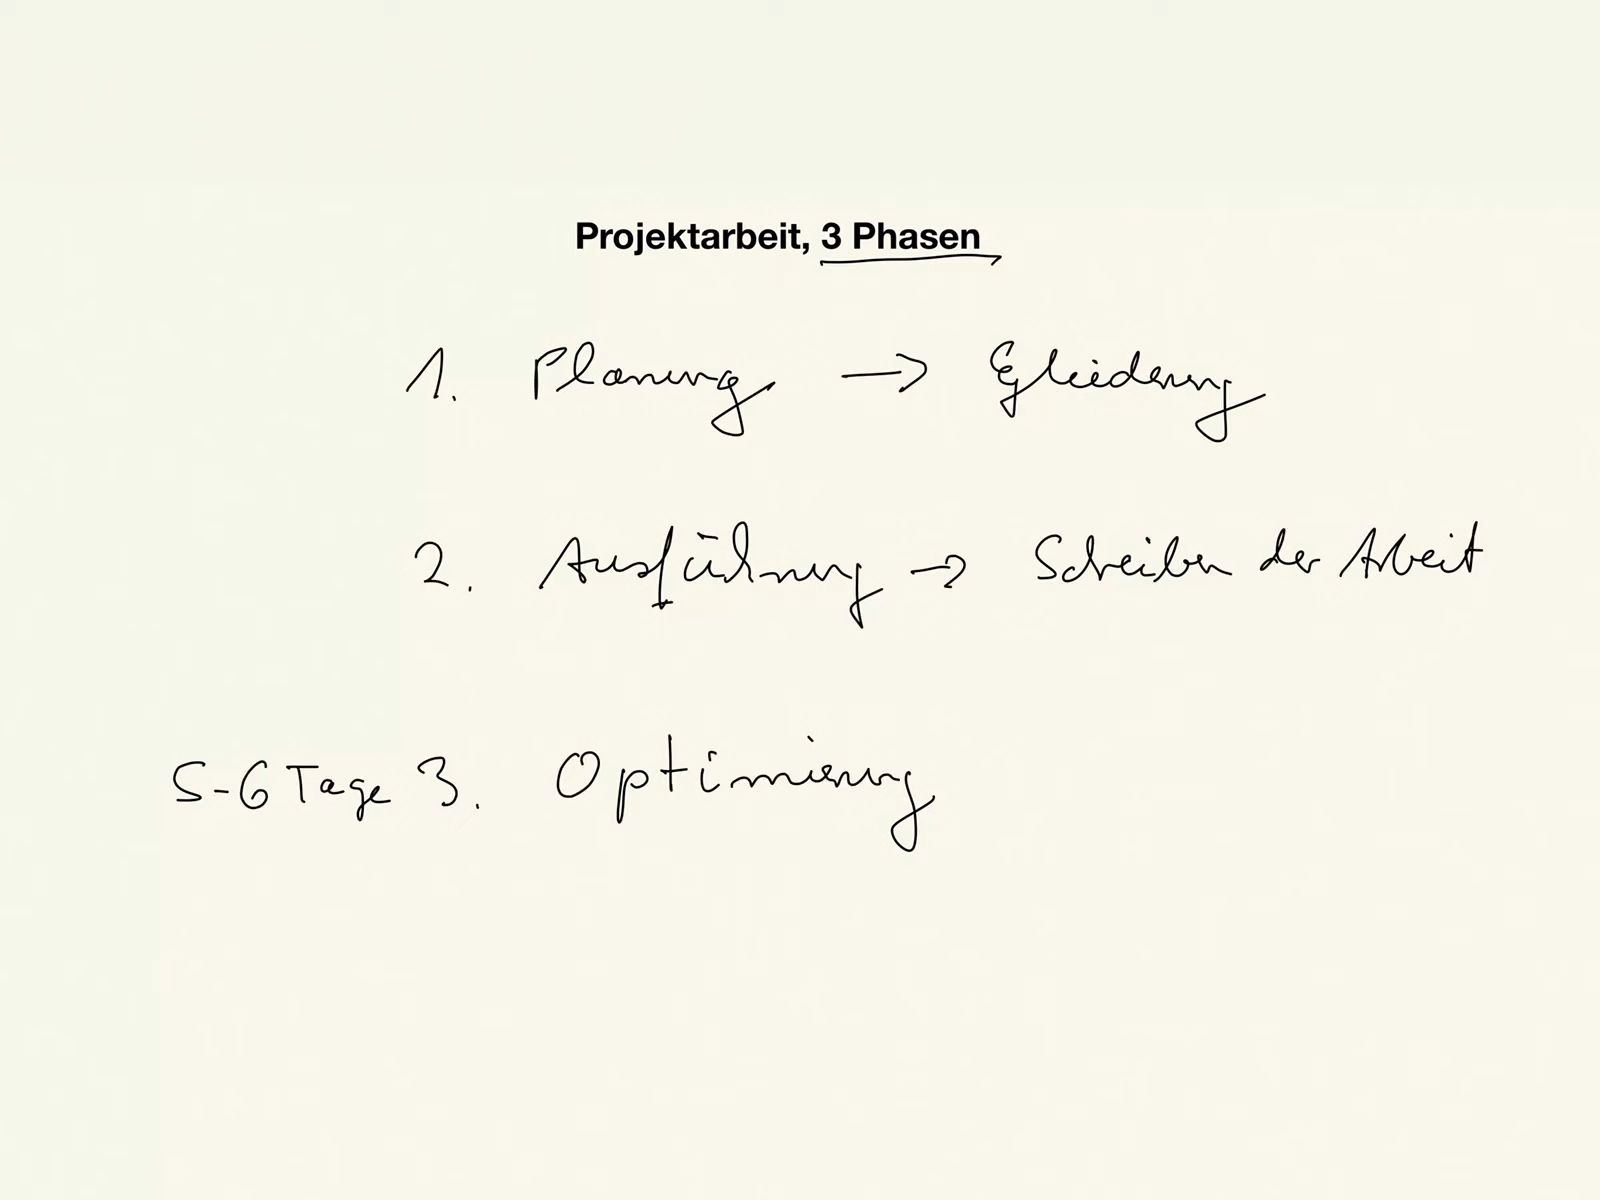 Projektarbeit, 3 Phasen
1. Planung → Gliederung
2. Ausführung → Schreiben der Arbeit
5-6 Tage 3. Optimierung